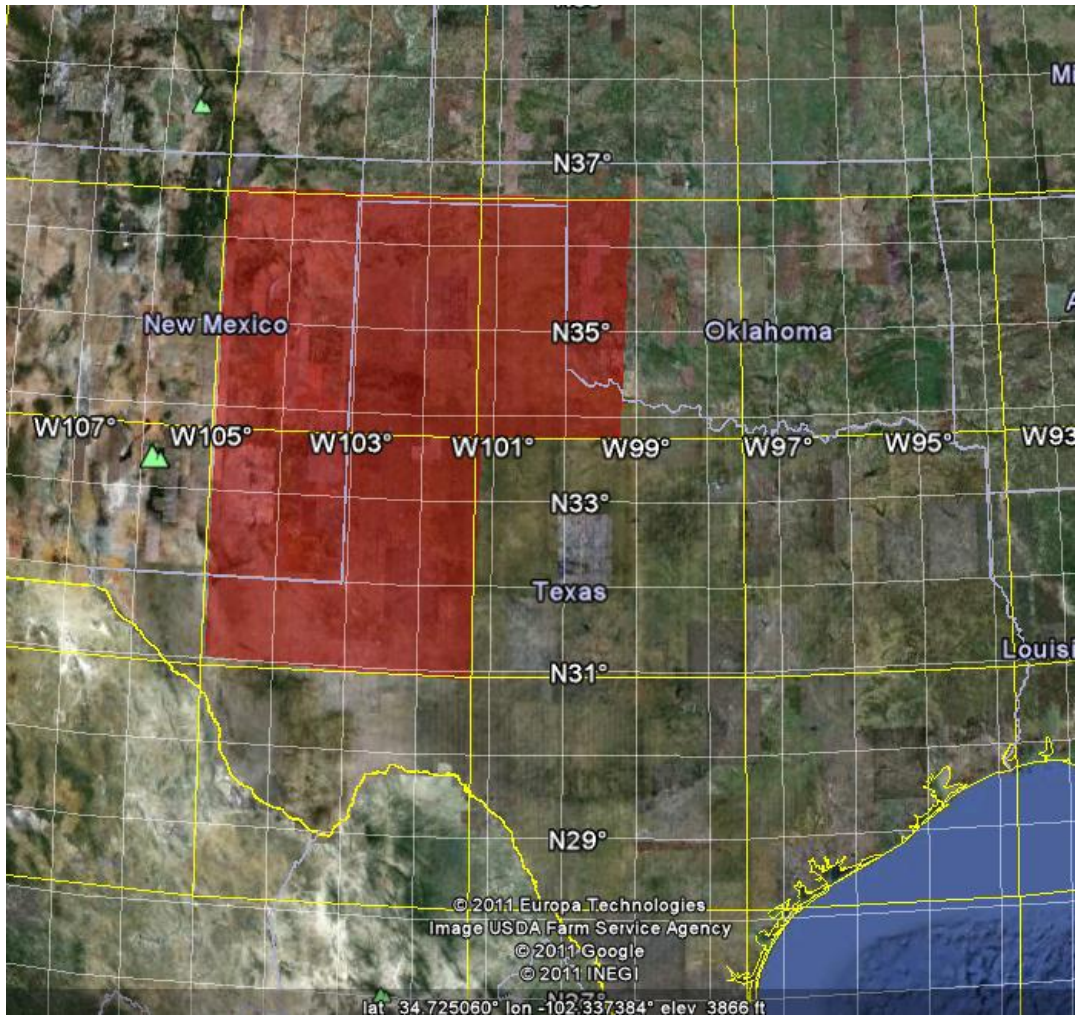 Mi
N37°
New Mexico
N35°
Oklahoma
A
W107°
W105°
W103°
W101°
W99°
W97°
W95°
W93
N33°
Texas
N31°
Louisi
N29°
© 2011 Europa Technologies
Image USDA Farm Service Agency
© 2011 Google
© 2011 INEGI
N27°
lat 34.725060° lon -102.337384° elev 3866 ft